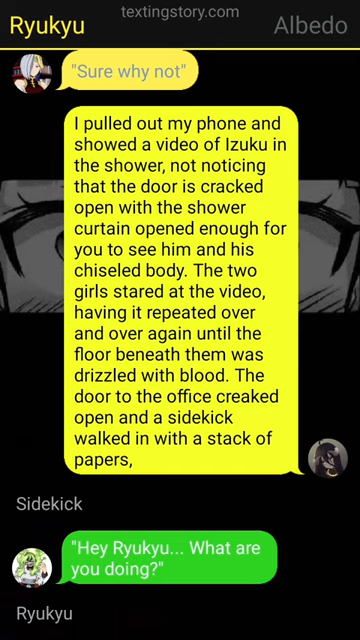 textingstory.com
Ryukyu
Albedo
"Sure why not"
I pulled out my phone and
showed a video of Izuku in
the shower, not noticing
that the door is cracked
open with the shower
curtain opened enough for
you to see him and his
chiseled body. The two
girls stared at the video,
having it repeated over
and over again until the
floor beneath them was
drizzled with blood. The
door to the office creaked
open and a sidekick
walked in with a stack of
papers,
Sidekick
"Hey Ryukyu... What are
you doing?"
Ryukyu